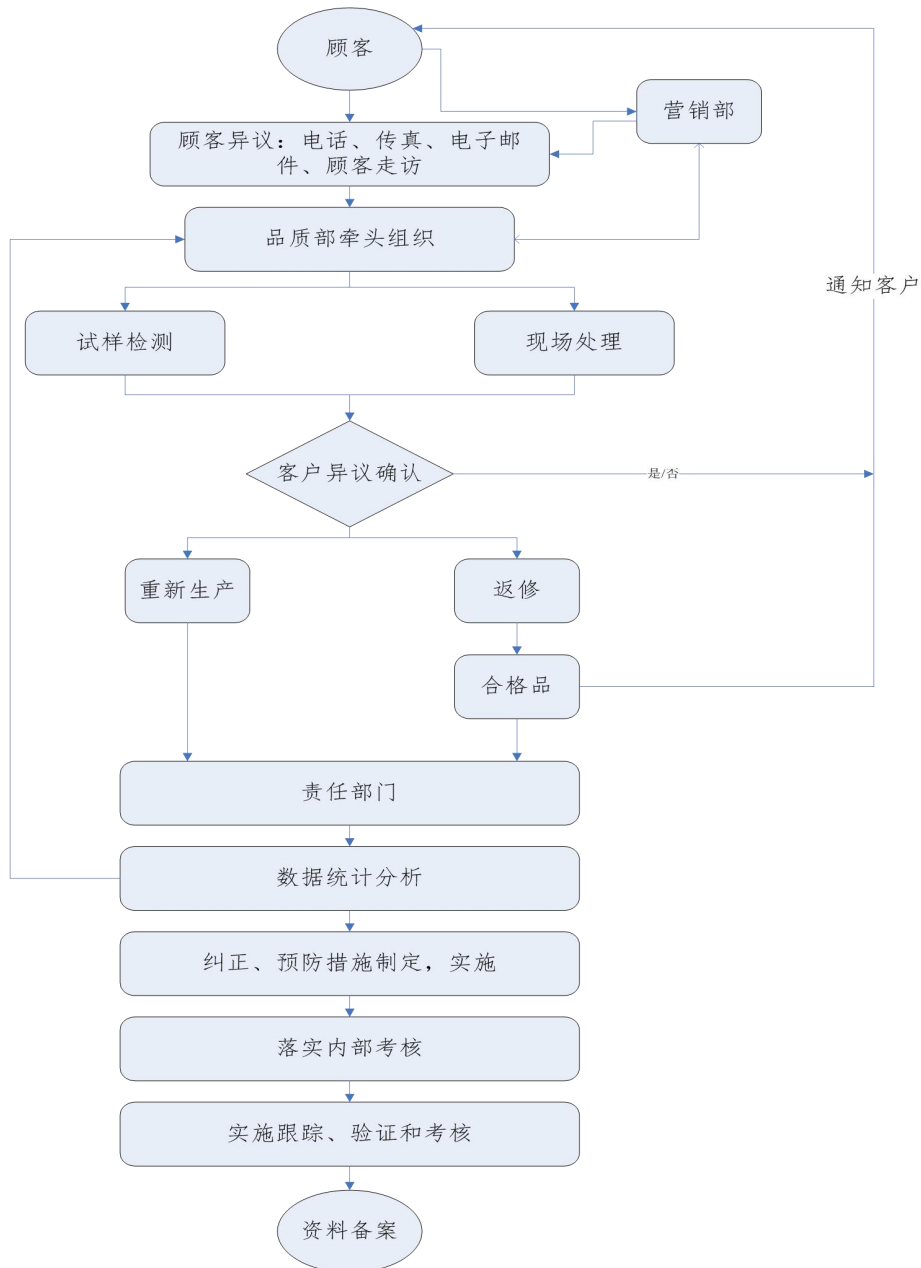 顾客
营销部
顾客异议：电话、传真、电子邮
件、顾客走访
品质部牵头组织
通知客户
试样检测
现场处理
客户异议确认
是/否
重新生产
返修
合格品
责任部门
数据统计分析
纠正、预防措施制定，实施
落实内部考核
实施跟踪、验证和考核
资料备案